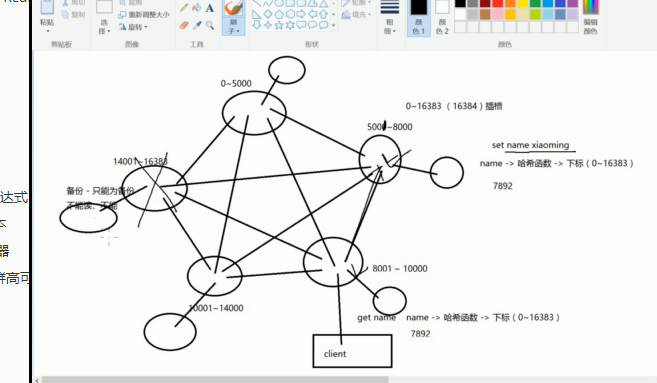 剪切
复制
粘贴
剪贴板
选
择
重新调整大小
旋转
图像
A
工具
刷
子
轮廓
填充
形状
粗
细
颜
色 1
颜
色 2
编辑
颜色
颜色
0~5000
0~16383 （16384）插槽
5000~8000
set name xiaoming
name -> 哈希函数 -> 下标（0~16383）
7892
14001~16383
备份 - 只能为备份
不能读、不能
达式
本
器
群高可
8001 ~ 10000
10001~14000
get name name -> 哈希函数 -> 下标（0~16383）
7892
client